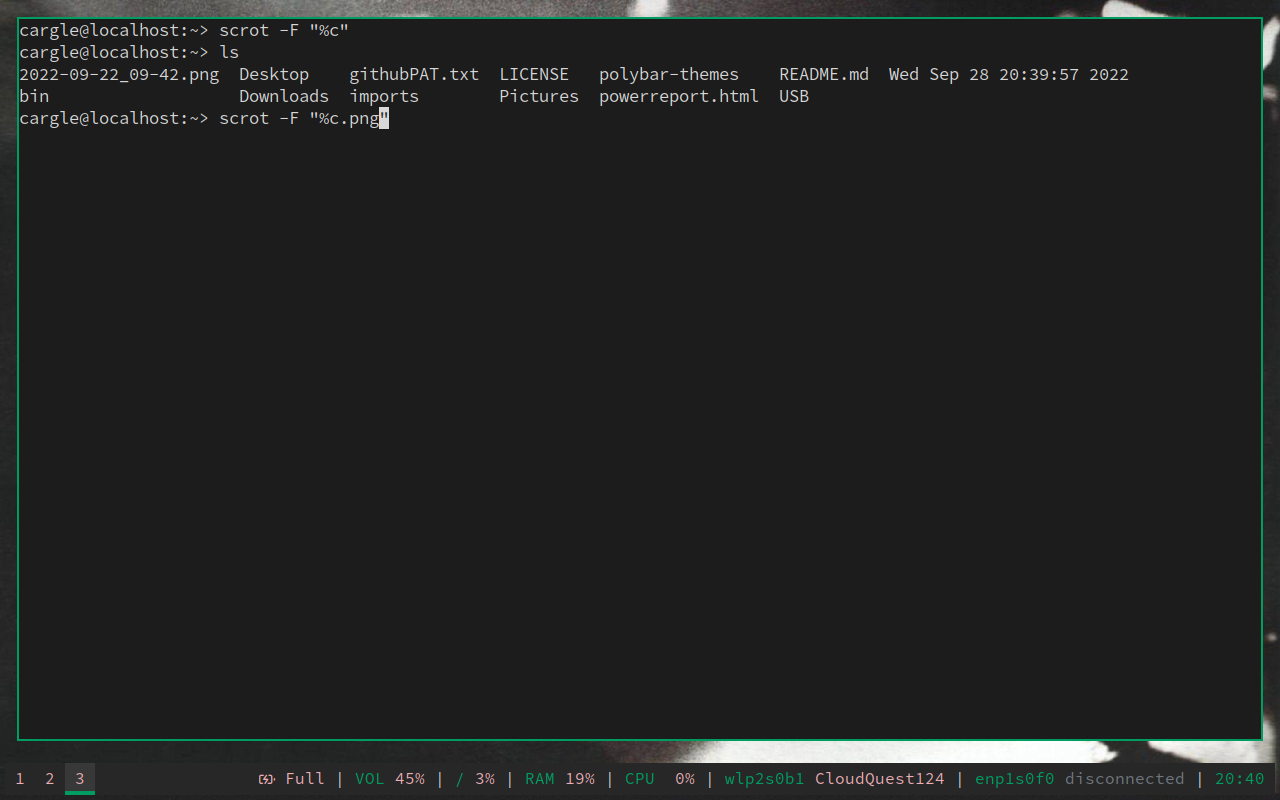 cargle@localhost:~> scrot -F "%c"
cargle@localhost:~> ls
2022-09-22_09-42.png  Desktop    githubPAT.txt  LICENSE   polybar-themes    README.md  Wed Sep 28 20:39:57 2022
bin                   Downloads  imports        Pictures  powerreport.html  USB
cargle@localhost:~> scrot -F "%c.png"
1 2 3 Full | VOL 45% | / 3% | RAM 19% | CPU 0% | wlp2s0b1 CloudQuest124 | enp1s0f0 disconnected | 20:40